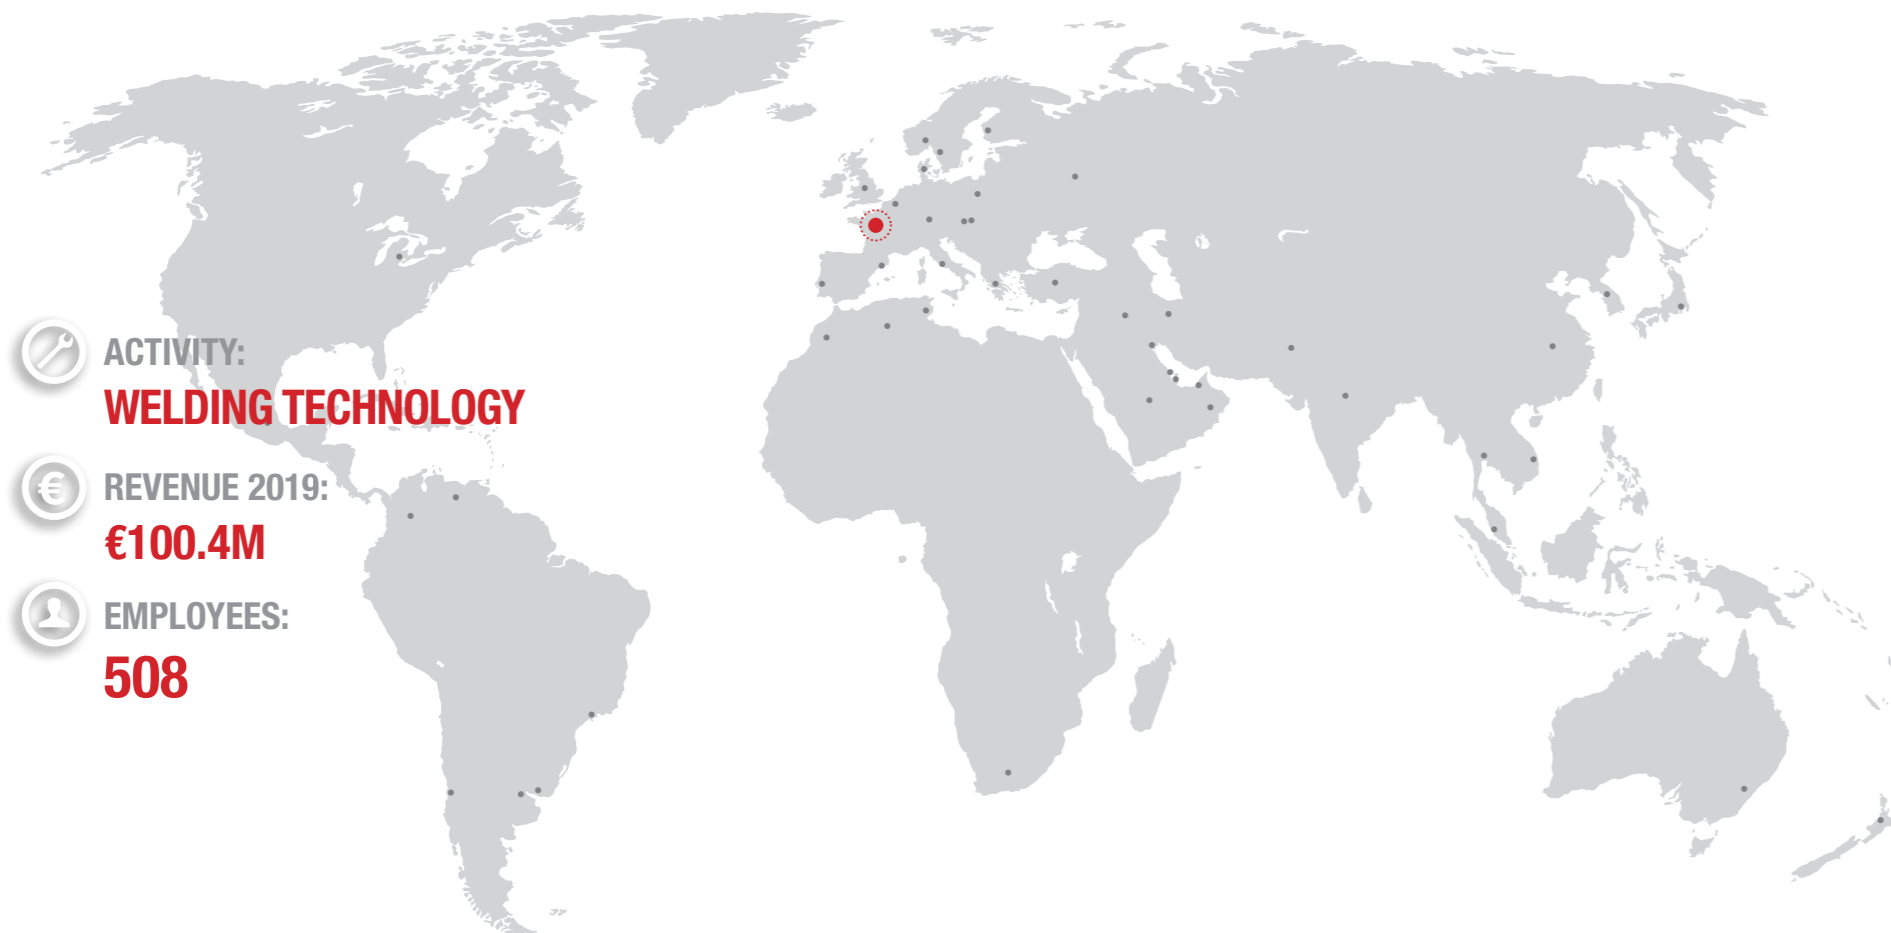 ACTIVITY:
WELDING TECHNOLOGY
€
REVENUE 2019:
€100.4M
EMPLOYEES:
508